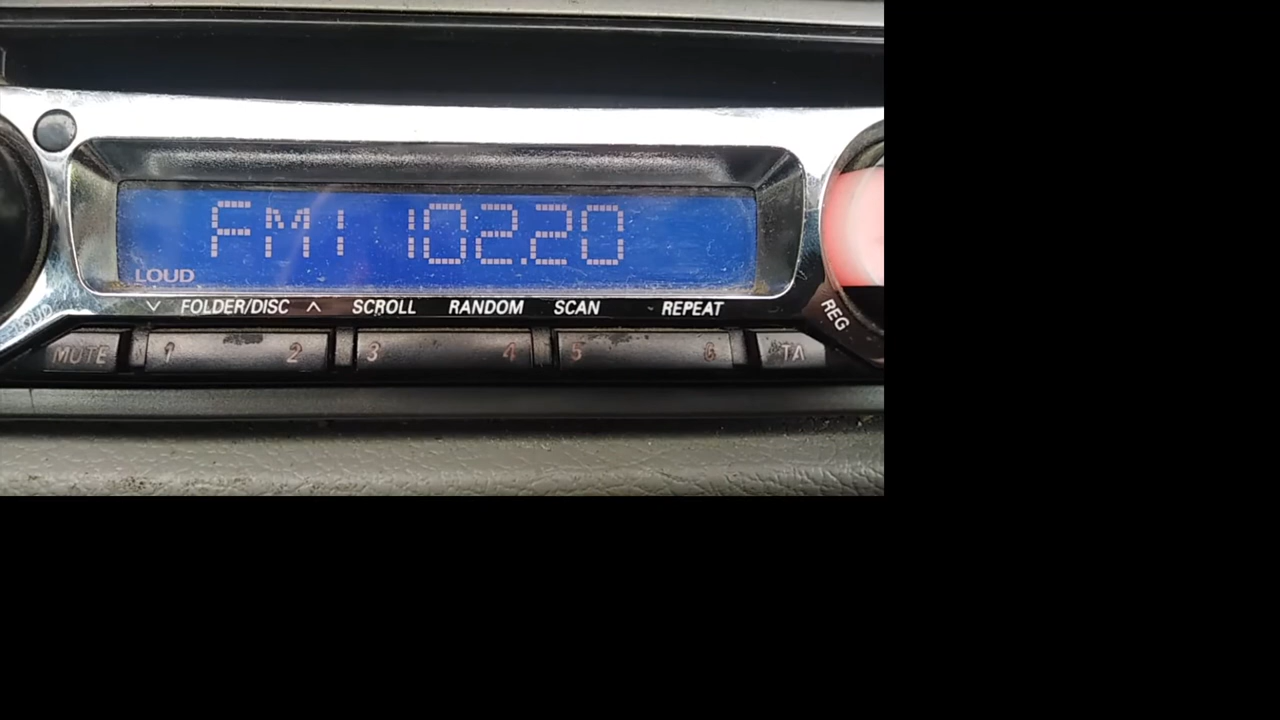 FM1 102.20
LOUD
FOLDER/DISC SCROLL RANDOM SCAN REPEAT
LOUD
REG
MUTE 1 2 3 4 5 6 TA